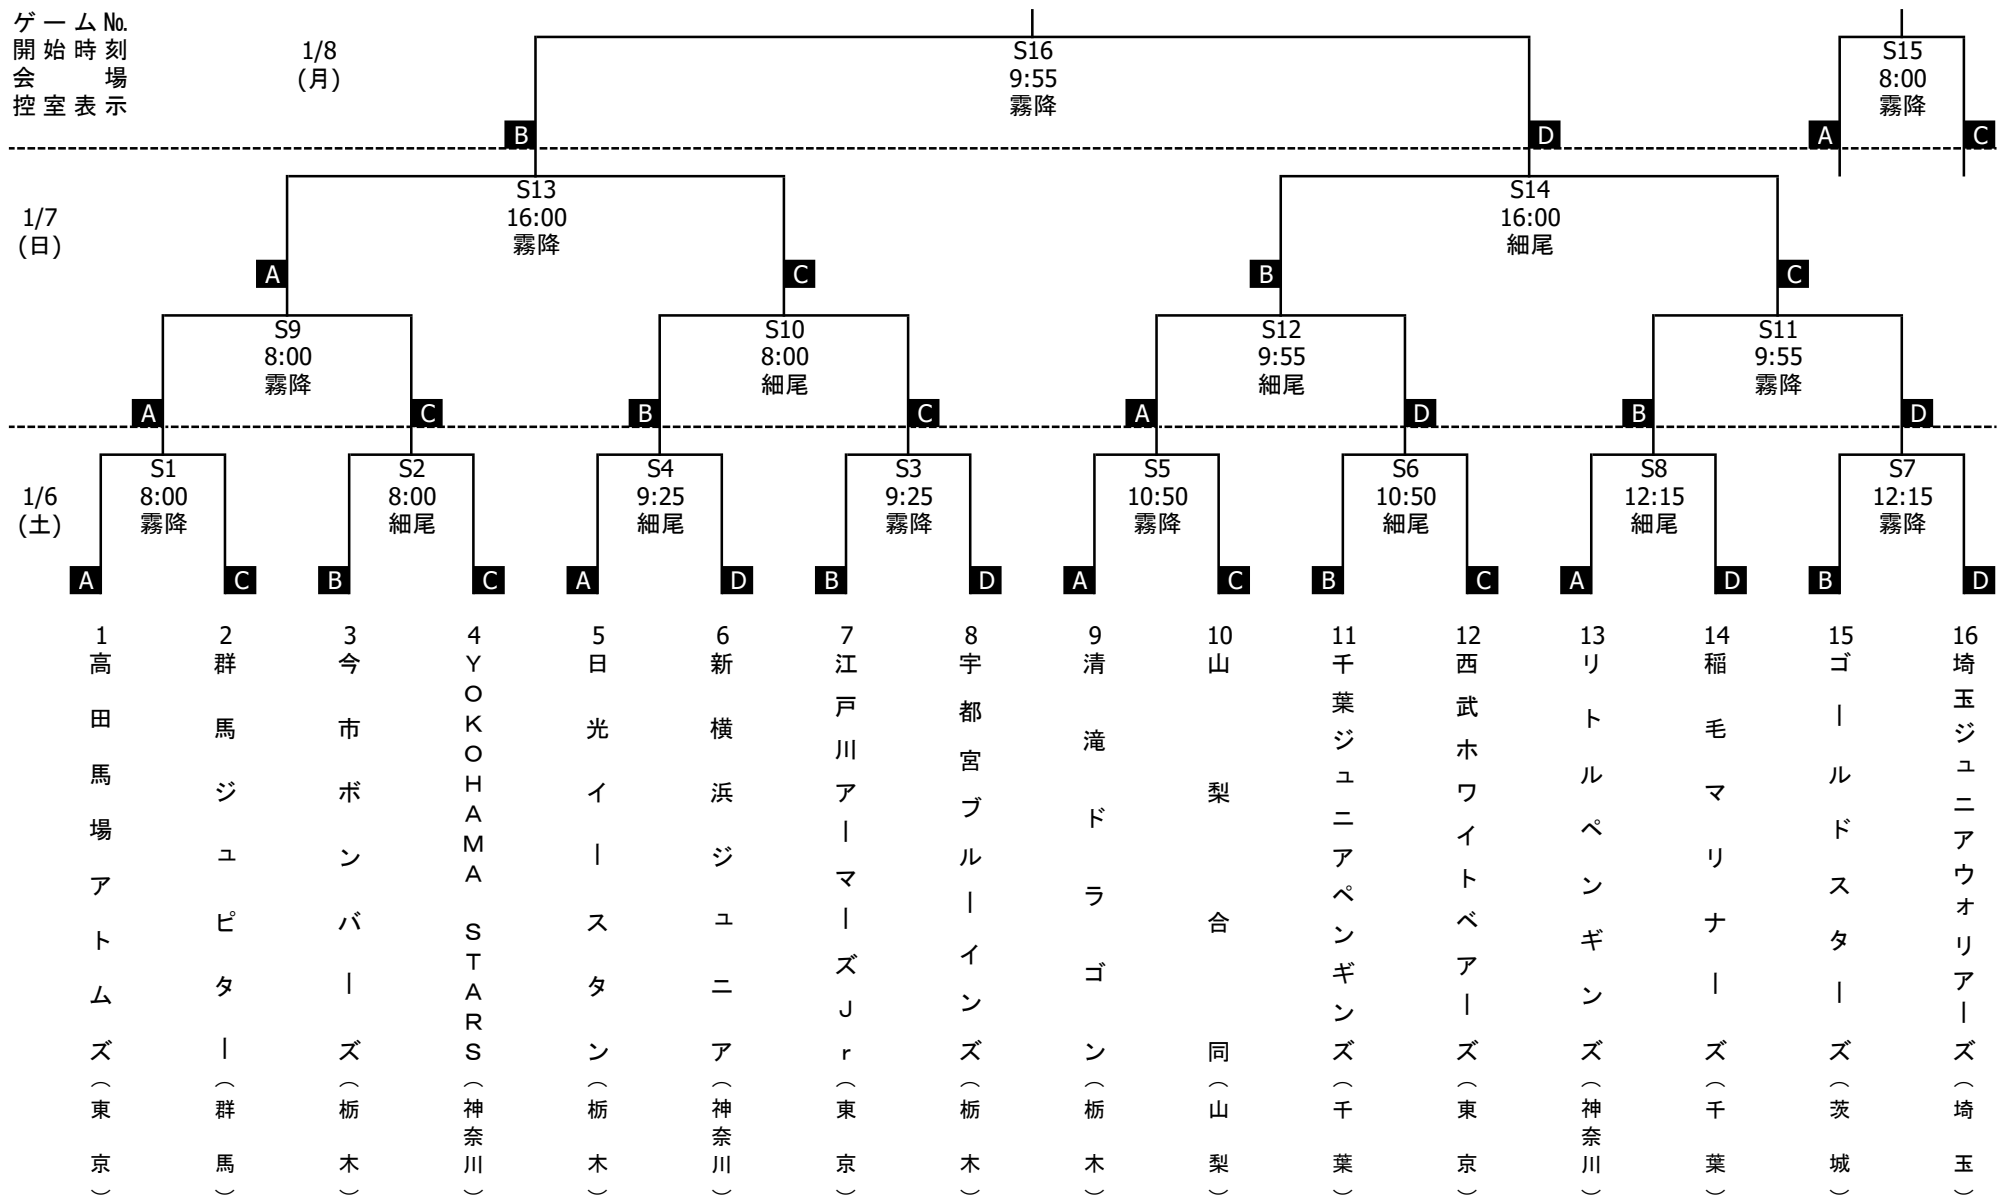 ゲームNo.
開始時刻
会場
控室表示
1/8
(月)
S16
9:55
霧降
S15
8:00
霧降
B
D
A
C
1/7
(日)
S13
16:00
霧降
S14
16:00
細尾
A
C
B
C
S9
8:00
霧降
S10
8:00
細尾
S12
9:55
細尾
S11
9:55
霧降
A
C
B
C
A
D
B
D
1/6
(土)
S1
8:00
霧降
S2
8:00
細尾
S4
9:25
細尾
S3
9:25
霧降
S5
10:50
霧降
S6
10:50
細尾
S8
12:15
細尾
S7
12:15
霧降
A
C
B
C
A
D
B
D
A
C
B
C
A
D
B
D
1
高田馬場アトムズ(東京)
2
群馬ジュピター(群馬)
3
今市ボンバーズ(栃木)
4
YOKOHAMA STARS(神奈川)
5
日光イースタン(栃木)
6
新横浜ジュニア(神奈川)
7
江戸川アーマーズJr(東京)
8
宇都宮ブルーインズ(栃木)
9
清滝ドラゴン(栃木)
10
山梨合同(山梨)
11
千葉ジュニアペンギンズ(千葉)
12
西武ホワイトベアーズ(東京)
13
リトルペンギンズ(神奈川)
14
稲毛マリナーズ(千葉)
15
ゴールドスターズ(茨城)
16
埼玉ジュニアウォリアーズ(埼玉)